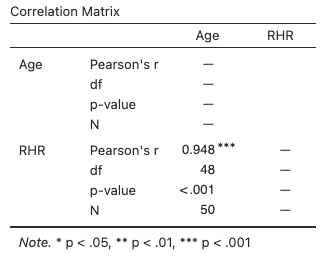 Correlation Matrix
Age RHR
Age Pearson's r — 
df —
p-value —
N —
RHR Pearson's r 0.948 *** —
df 48 —
p-value <.001 —
N 50 —
Note. * p < .05, ** p < .01, *** p < .001